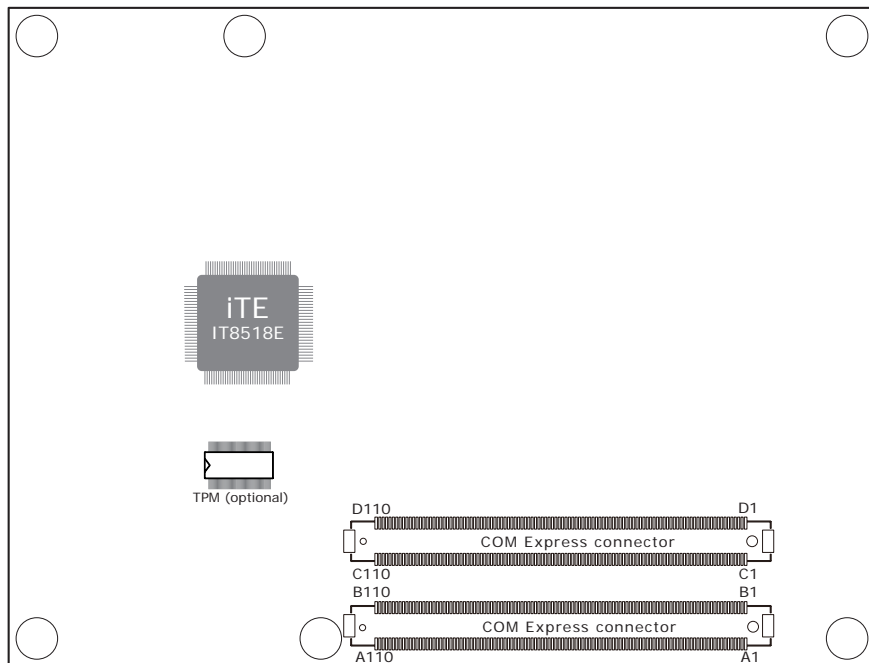 iTE
IT8518E
TPM (optional)
D110 D1
COM Express connector
C110 C1
B110 B1
COM Express connector
A110 A1